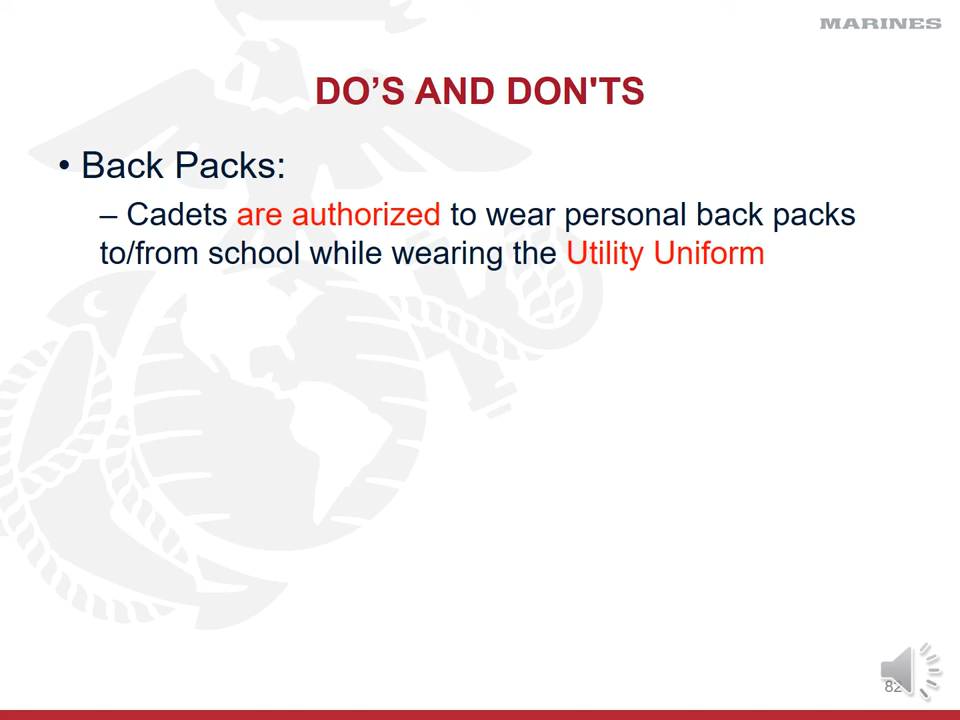 MARINES
DO’S AND DON'TS
• Back Packs:
– Cadets are authorized to wear personal back packs
to/from school while wearing the Utility Uniform
82